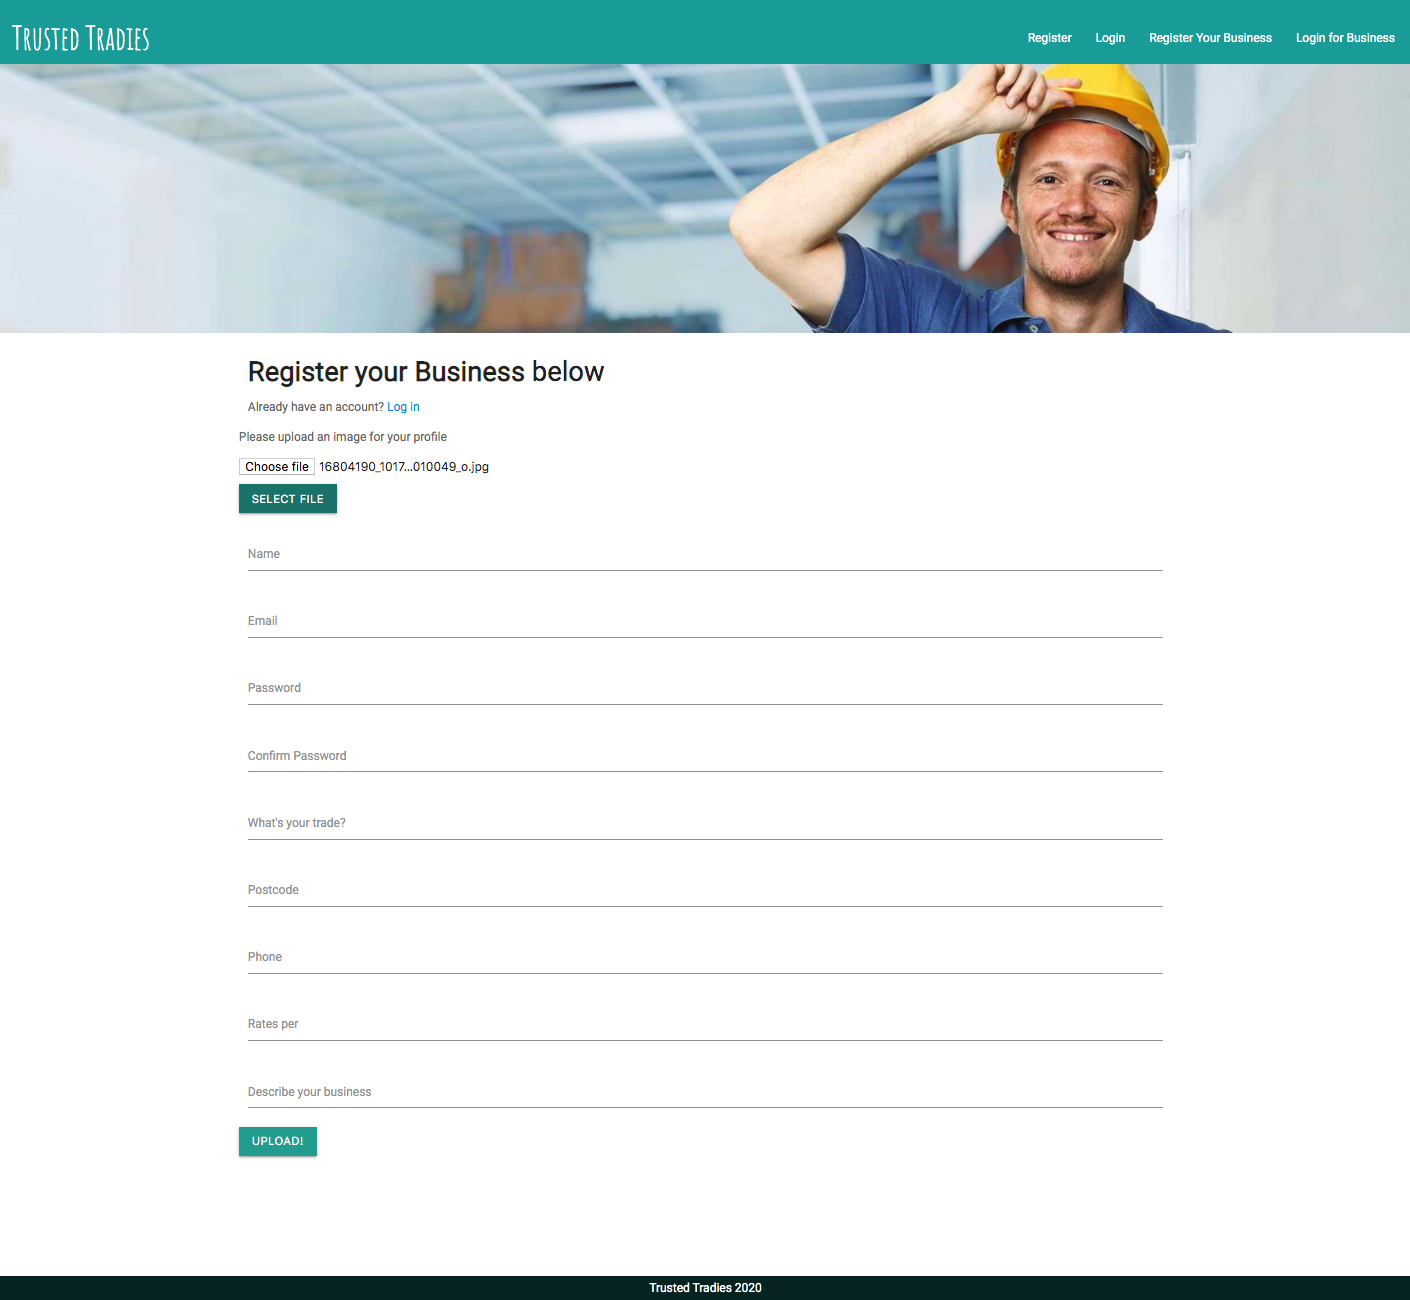 Trusted Tradies
Register Login Register Your Business Login for Business
Register your Business below
Already have an account? Log in
Please upload an image for your profile
Choose file 16804190_1017...010049_o.jpg
SELECT FILE
Name
Email
Password
Confirm Password
What's your trade?
Postcode
Phone
Rates per
Describe your business
UPLOAD!
Trusted Tradies 2020